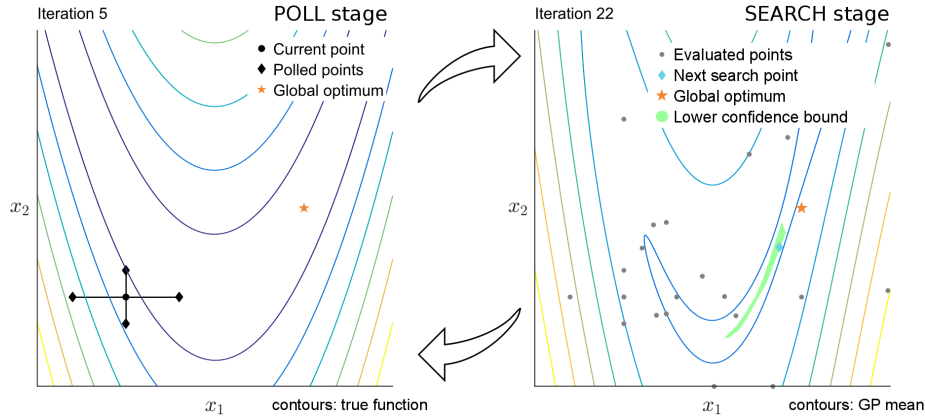 Iteration 5
POLL stage
Current point
Polled points
Global optimum
x2
x1
contours: true function
Iteration 22
SEARCH stage
Evaluated points
Next search point
Global optimum
Lower confidence bound
x2
x1
contours: GP mean